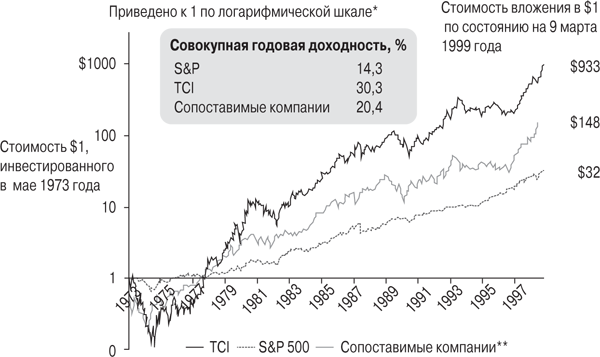 Приведено к 1 по логарифмической шкале*
Стоимость вложения в $1
по состоянию на 9 марта
1999 года
Совокупная годовая доходность, %
S&P 14,3
TCI 30,3
Сопоставимые компании 20,4
$1000
100
10
1
0
Стоимость $1,
инвестированного
в мае 1973 года
$933
$148
$32
1973 1975 1977 1979 1981 1983 1985 1987 1989 1991 1993 1995 1997
TCI S&P 500 Сопоставимые компании**